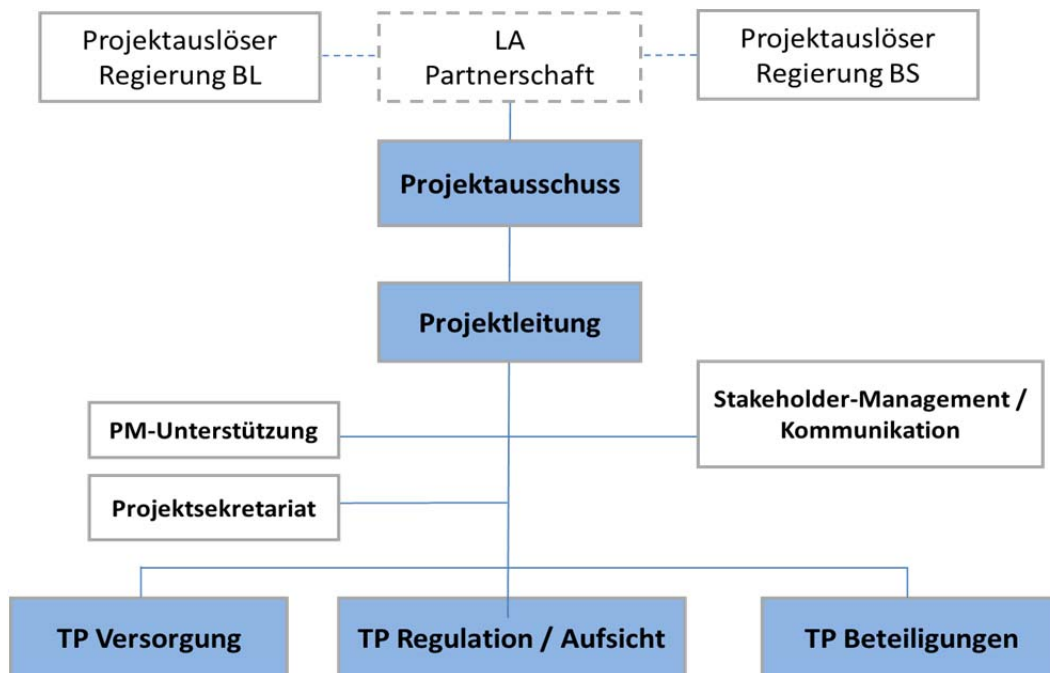 Projektauslöser
Regierung BL
LA
Partnerschaft
Projektauslöser
Regierung BS
Projektausschuss
Projektleitung
PM-Unterstützung
Stakeholder-Management /
Kommunikation
Projektsekretariat
TP Versorgung
TP Regulation / Aufsicht
TP Beteiligungen